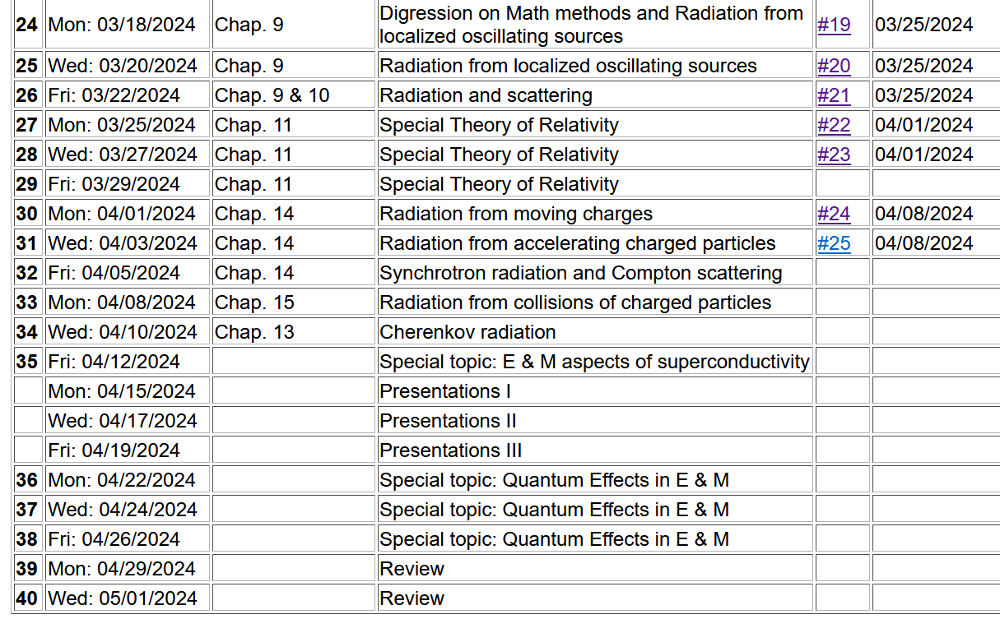 24 Mon: 03/18/2024 Chap. 9 Digression on Math methods and Radiation from localized oscillating sources #19 03/25/2024
25 Wed: 03/20/2024 Chap. 9 Radiation from localized oscillating sources #20 03/25/2024
26 Fri: 03/22/2024 Chap. 9 & 10 Radiation and scattering #21 03/25/2024
27 Mon: 03/25/2024 Chap. 11 Special Theory of Relativity #22 04/01/2024
28 Wed: 03/27/2024 Chap. 11 Special Theory of Relativity #23 04/01/2024
29 Fri: 03/29/2024 Chap. 11 Special Theory of Relativity
30 Mon: 04/01/2024 Chap. 14 Radiation from moving charges #24 04/08/2024
31 Wed: 04/03/2024 Chap. 14 Radiation from accelerating charged particles #25 04/08/2024
32 Fri: 04/05/2024 Chap. 14 Synchrotron radiation and Compton scattering
33 Mon: 04/08/2024 Chap. 15 Radiation from collisions of charged particles
34 Wed: 04/10/2024 Chap. 13 Cherenkov radiation
35 Fri: 04/12/2024 Special topic: E & M aspects of superconductivity
Mon: 04/15/2024 Presentations I
Wed: 04/17/2024 Presentations II
Fri: 04/19/2024 Presentations III
36 Mon: 04/22/2024 Special topic: Quantum Effects in E & M
37 Wed: 04/24/2024 Special topic: Quantum Effects in E & M
38 Fri: 04/26/2024 Special topic: Quantum Effects in E & M
39 Mon: 04/29/2024 Review
40 Wed: 05/01/2024 Review